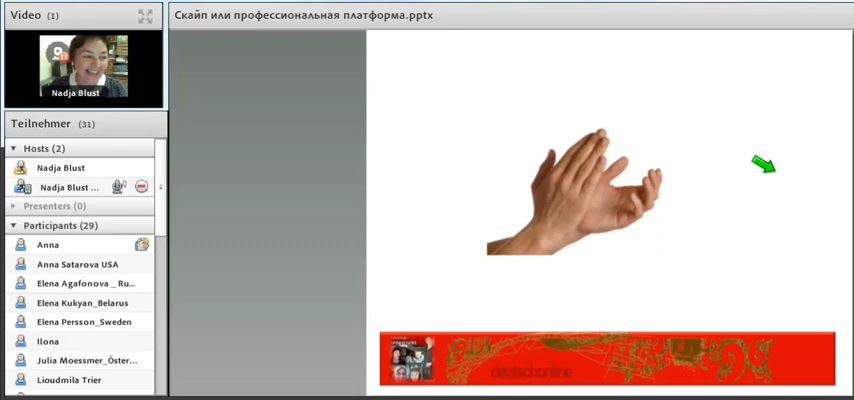 Video (1)
Скайп или профессиональная платформа.pptx
Nadja Blust
Teilnehmer (31)
Hosts (2)
Nadja Blust
Nadja Blust ...
Presenters (0)
Participants (29)
Anna
Anna Satarova USA
Elena Agafonova _ Ru...
Elena Kukyan_Belarus
Elena Persson_Sweden
Ilona
Julia Moessmer_Öster...
Lioudmila Trier
deutschonline